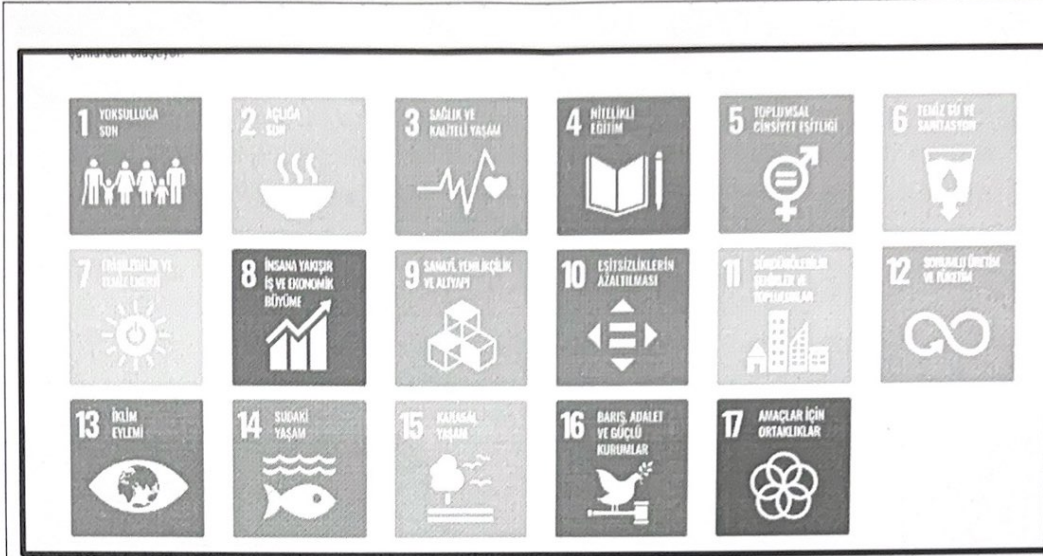 1 YOKSULLUĞA
SON
2 AÇLIĞA
SON
3 SAĞLIK VE
KALİTELİ YAŞAM
4 NİTELİKLİ
EĞİTİM
5 TOPLUMSAL
CİNSİYET EŞİTLİĞİ
6 TEMİZ SU VE
SANİTASYON
7 ERİŞİLEBİLİR VE
TEMİZ ENERJİ
8 İNSANA YAKIŞIR
İŞ VE EKONOMİK
BÜYÜME
9 SANAYİ, YENİLİKÇİLİK
VE ALTYAPI
10 EŞİTSİZLİKLERİN
AZALTILMASI
11 SÜRDÜRÜLEBİLİR
ŞEHİRLER VE
TOPLULUKLAR
12 SORUMLU ÜRETİM
VE TÜKETİM
13 İKLİM
EYLEMİ
14 SUDAKİ
YAŞAM
15 KARASAL
YAŞAM
16 BARIŞ, ADALET
VE GÜÇLÜ
KURUMLAR
17 AMAÇLAR İÇİN
ORTAKLIKLAR